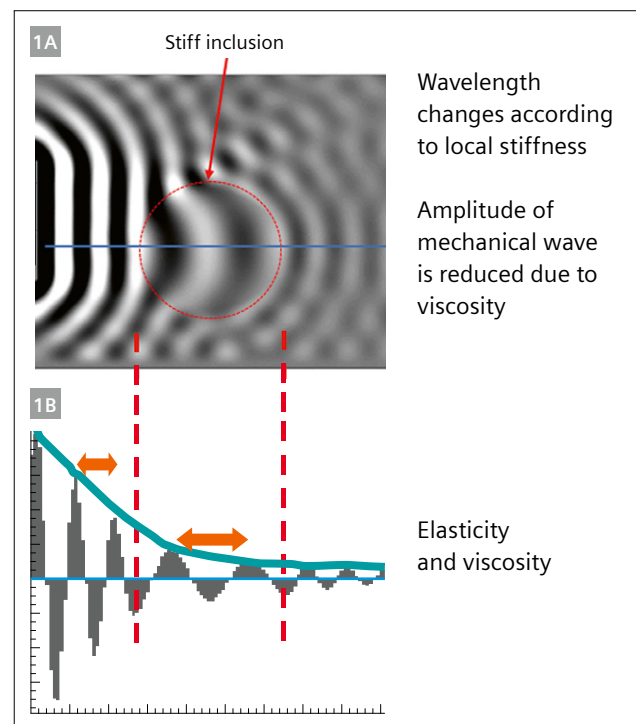 1A
Stiff inclusion
Wavelength
changes according
to local stiffness
Amplitude of
mechanical wave
is reduced due to
viscosity
1B
Elasticity
and viscosity